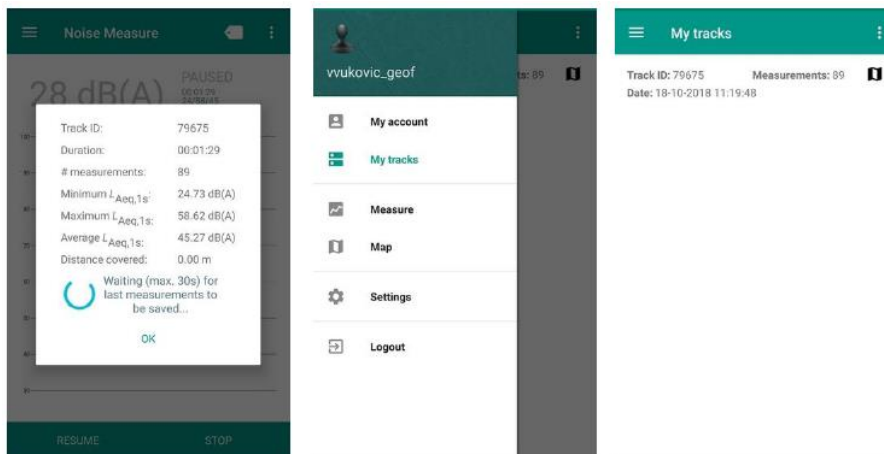 Noise Measure
28 dB(A)
PAUSED
00:01:29
Track ID: 79675
Duration: 00:01:29
# measurements: 89
Minimum LAeq,1s: 24.73 dB(A)
Maximum LAeq,1s: 58.62 dB(A)
Average LAeq,1s: 45.27 dB(A)
Distance covered: 0.00 m
Waiting (max. 30s) for
last measurements to
be saved...
OK
RESUME STOP
vvukovic_geof
ts: 89
My account
My tracks
Measure
Map
Settings
Logout
My tracks
Track ID: 79675 Measurements: 89
Date: 18-10-2018 11:19:48